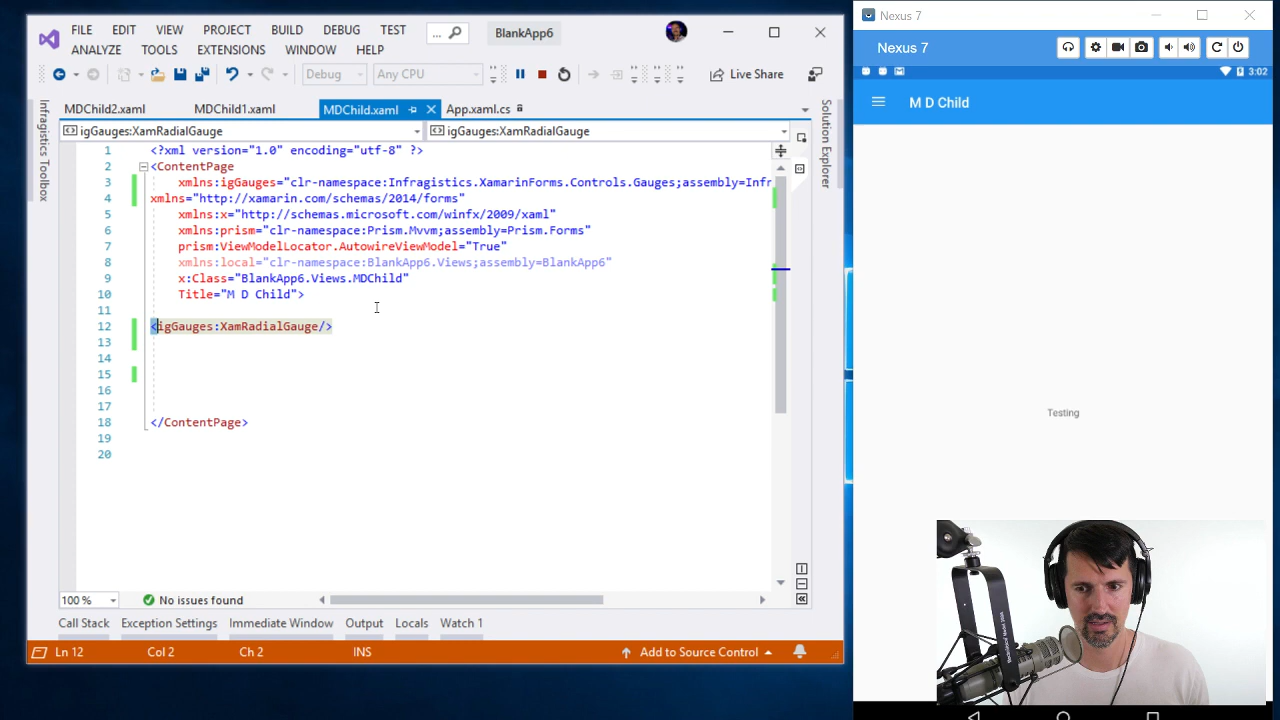 FILE EDIT VIEW PROJECT BUILD DEBUG TEST
ANALYZE TOOLS EXTENSIONS WINDOW HELP
... BlankApp6
Debug Any CPU Live Share
MDChild2.xaml MDChild1.xaml MDChild.xaml App.xaml.cs
igGauges:XamRadialGauge igGauges:XamRadialGauge
Infragistics Toolbox
Solution Explorer
1 <?xml version="1.0" encoding="utf-8" ?>
2 <ContentPage
3 xmlns:igGauges="clr-namespace:Infragistics.XamarinForms.Controls.Gauges;assembly=Infr
4 xmlns="http://xamarin.com/schemas/2014/forms"
5 xmlns:x="http://schemas.microsoft.com/winfx/2009/xaml"
6 xmlns:prism="clr-namespace:Prism.Mvvm;assembly=Prism.Forms"
7 prism:ViewModelLocator.AutowireViewModel="True"
8 xmlns:local="clr-namespace:BlankApp6.Views;assembly=BlankApp6"
9 x:Class="BlankApp6.Views.MDChild"
10 Title="M D Child">
11
12 <igGauges:XamRadialGauge/>
13
14
15
16
17
18 </ContentPage>
19
20
100 % No issues found
Call Stack Exception Settings Immediate Window Output Locals Watch 1
Ln 12 Col 2 Ch 2 INS Add to Source Control
Nexus 7
Nexus 7
3:02
M D Child
Testing